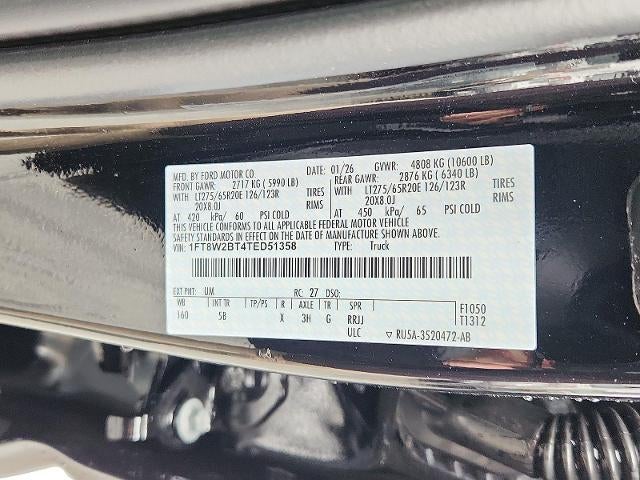 MFD. BY FORD MOTOR CO.
DATE: 01/26 GVWR: 4808 KG (10600 LB)
FRONT GAWR: 2717 KG (5990 LB) REAR GAWR: 2876 KG (6340 LB)
WITH LT275/65R20E 126/123R TIRES WITH LT275/65R20E 126/123R TIRES
20X8.0J RIMS 20X8.0J RIMS
AT 420 kPa/ 60 PSI COLD AT 450 kPa/ 65 PSI COLD
THIS VEHICLE CONFORMS TO ALL APPLICABLE FEDERAL MOTOR VEHICLE
SAFETY STANDARDS IN EFFECT ON THE DATE OF MANUFACTURE SHOWN ABOVE.
VIN: 1FT8W2BT4TED51358 TYPE: Truck
EXT PNT: UM RC: 27 DSO:
WB INT TR TP/PS R AXLE TR SPR F1050
160 5B X 3H G RRJJ T1312
ULC ▽ RU5A-3520472-AB